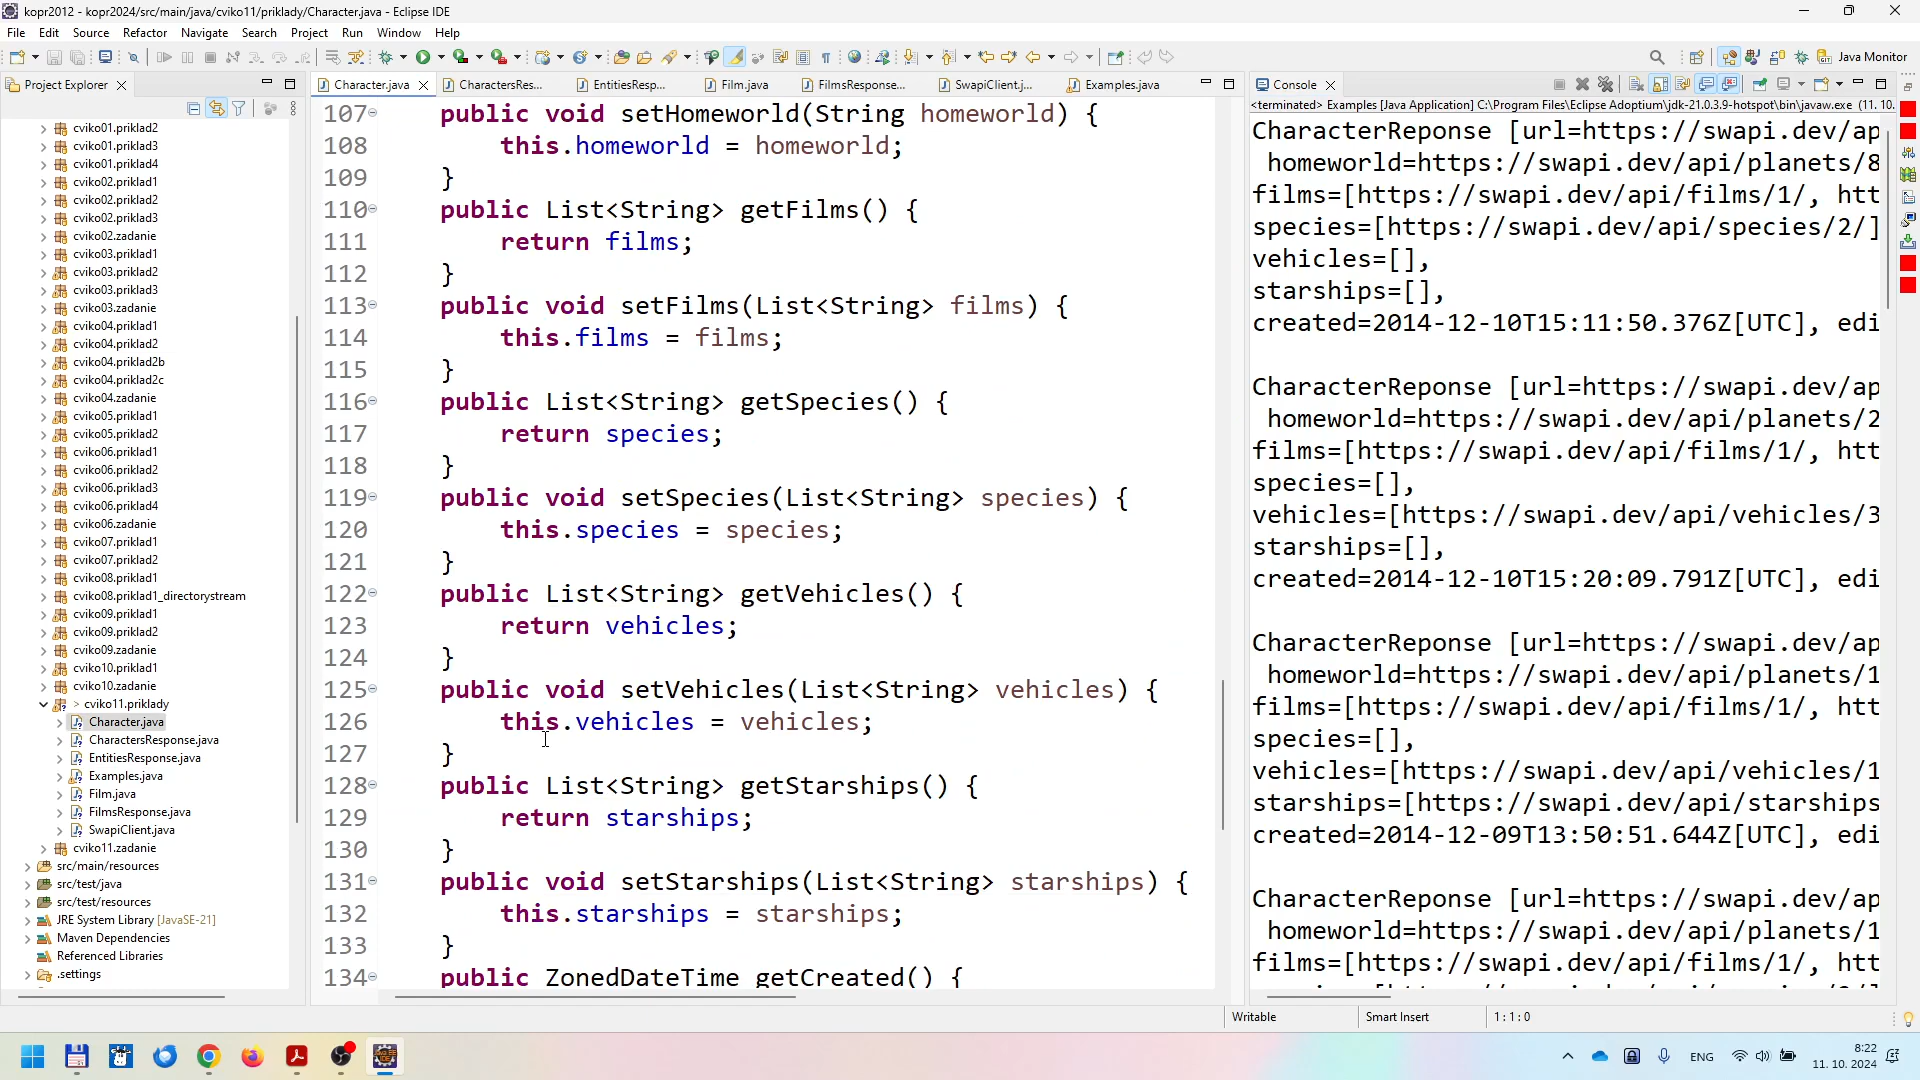 kopr2012 - kopr2024/src/main/java/cviko11/priklady/Character.java - Eclipse IDE
File Edit Source Refactor Navigate Search Project Run Window Help
Java Monitor
Project Explorer
cviko01.priklad2
cviko01.priklad3
cviko01.priklad4
cviko02.priklad1
cviko02.priklad2
cviko02.priklad3
cviko02.zadanie
cviko03.priklad1
cviko03.priklad2
cviko03.priklad3
cviko03.zadanie
cviko04.priklad1
cviko04.priklad2
cviko04.priklad2b
cviko04.priklad2c
cviko04.zadanie
cviko05.priklad1
cviko05.priklad2
cviko06.priklad1
cviko06.priklad2
cviko06.priklad3
cviko06.priklad4
cviko06.zadanie
cviko07.priklad1
cviko07.priklad2
cviko08.priklad1
cviko08.priklad1_directorystream
cviko09.priklad1
cviko09.priklad2
cviko09.zadanie
cviko10.priklad1
cviko10.zadanie
> cviko11.priklady
Character.java
CharactersResponse.java
EntitiesResponse.java
Examples.java
Film.java
FilmsResponse.java
SwapiClient.java
cviko11.zadanie
src/main/resources
src/test/java
src/test/resources
JRE System Library [JavaSE-21]
Maven Dependencies
Referenced Libraries
.settings
Character.java CharactersRes... EntitiesResp... Film.java FilmsResponse... SwapiClient.j... Examples.java
107 public void setHomeworld(String homeworld) {
108 this.homeworld = homeworld;
109 }
110 public List<String> getFilms() {
111 return films;
112 }
113 public void setFilms(List<String> films) {
114 this.films = films;
115 }
116 public List<String> getSpecies() {
117 return species;
118 }
119 public void setSpecies(List<String> species) {
120 this.species = species;
121 }
122 public List<String> getVehicles() {
123 return vehicles;
124 }
125 public void setVehicles(List<String> vehicles) {
126 this.vehicles = vehicles;
127 }
128 public List<String> getStarships() {
129 return starships;
130 }
131 public void setStarships(List<String> starships) {
132 this.starships = starships;
133 }
134 public ZonedDateTime getCreated() {
Console
<terminated> Examples [Java Application] C:\Program Files\Eclipse Adoptium\jdk-21.0.3.9-hotspot\bin\javaw.exe (11. 10.
CharacterReponse [url=https://swapi.dev/ap
homeworld=https://swapi.dev/api/planets/8
films=[https://swapi.dev/api/films/1/, htt
species=[https://swapi.dev/api/species/2/]
vehicles=[],
starships=[],
created=2014-12-10T15:11:50.376Z[UTC], edi
CharacterReponse [url=https://swapi.dev/ap
homeworld=https://swapi.dev/api/planets/2
films=[https://swapi.dev/api/films/1/, htt
species=[],
vehicles=[https://swapi.dev/api/vehicles/3
starships=[],
created=2014-12-10T15:20:09.791Z[UTC], edi
CharacterReponse [url=https://swapi.dev/ap
homeworld=https://swapi.dev/api/planets/1
films=[https://swapi.dev/api/films/1/, htt
species=[],
vehicles=[https://swapi.dev/api/vehicles/1
starships=[https://swapi.dev/api/starships
created=2014-12-09T13:50:51.644Z[UTC], edi
CharacterReponse [url=https://swapi.dev/ap
homeworld=https://swapi.dev/api/planets/1
films=[https://swapi.dev/api/films/1/, htt
Writable Smart Insert 1 : 1 : 0
ENG
8:22
11. 10. 2024